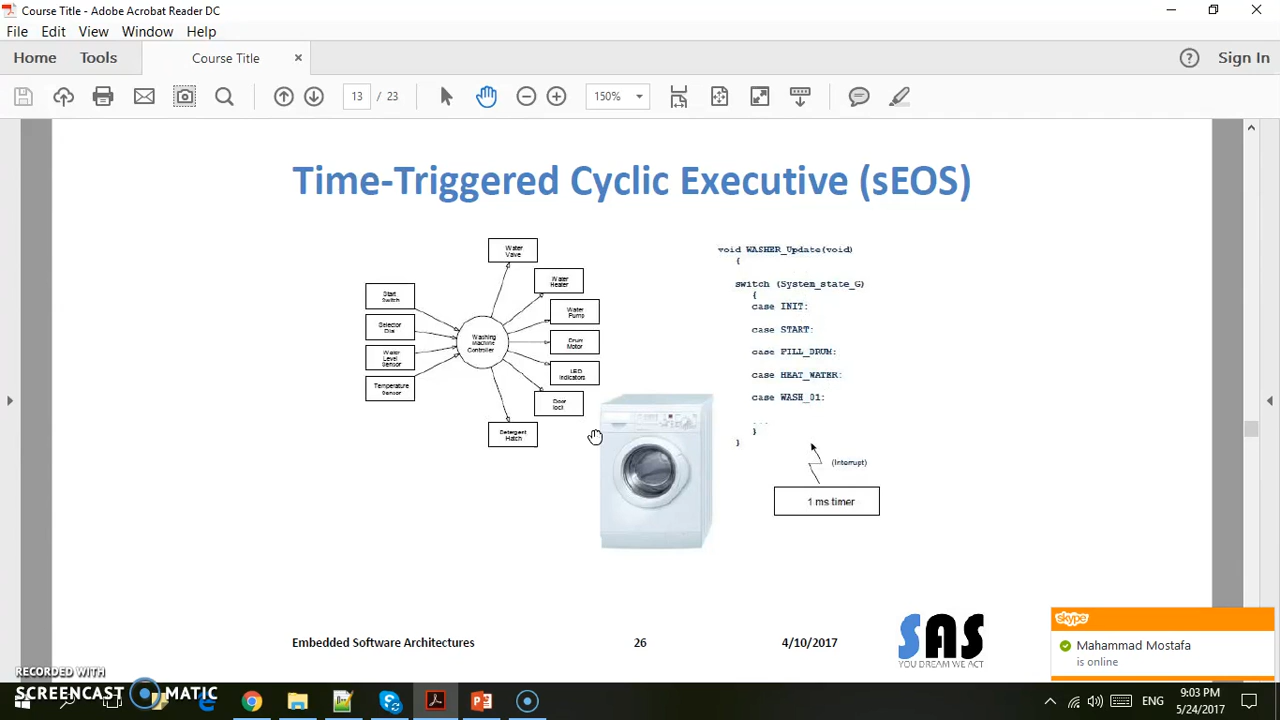 Course Title - Adobe Acrobat Reader DC
File Edit View Window Help
Home Tools Course Title × Sign In
13 / 23 150%
Time-Triggered Cyclic Executive (sEOS)
Water
Vave
Water
Heater
Start
Switch
Water
Pump
Selector
Dia
Washing
Machine
Controller
Drum
Motor
Water
Level
Sensor
LED
Indicators
Temperature
Sensor
Door
lock
Detergent
Hatch
void WASHER_Update(void)
{
switch (System_state_G)
{
case INIT:
case START:
case FILL_DRUM:
case HEAT_WATER:
case WASH_01:
...
}
}
(Interrupt)
1 ms timer
Embedded Software Architectures 26 4/10/2017
SAS
YOU DREAM WE ACT
skype
Mahammad Mostafa
is online
RECORDED WITH
SCREENCAST MATIC
ENG
9:03 PM
5/24/2017